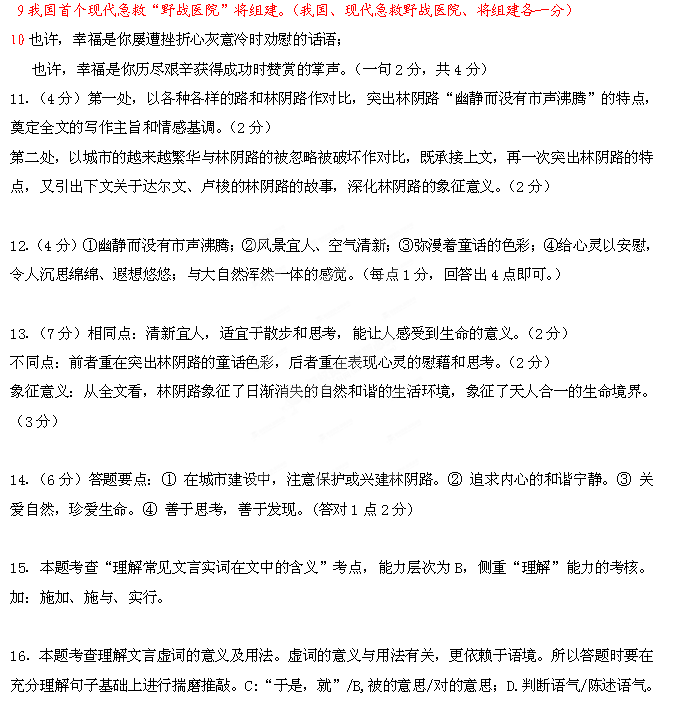 9我国首个现代急救“野战医院”将组建。（我国、现代急救野战医院、将组建各一分）
10也许，幸福是你屡遭挫折心灰意冷时劝慰的话语；
也许，幸福是你历尽艰辛获得成功时赞赏的掌声。（一句2分，共4分）
11.（4分）第一处，以各种各样的路和林阴路作对比，突出林阴路“幽静而没有市声沸腾”的特点，
奠定全文的写作主旨和情感基调。（2分）
第二处，以城市的越来越繁华与林阴路的被忽略被破坏作对比，既承接上文，再一次突出林阴路的特
点，又引出下文关于达尔文、卢梭的林阴路的故事，深化林阴路的象征意义。（2分）
12.（4分）①幽静而没有市声沸腾；②风景宜人、空气清新；③弥漫着童话的色彩；④给心灵以安慰，
令人沉思绵绵、遐想悠悠；与大自然浑然一体的感觉。（每点1分，回答出4点即可。）
13.（7分）相同点：清新宜人，适宜于散步和思考，能让人感受到生命的意义。（2分）
不同点：前者重在突出林阴路的童话色彩，后者重在表现心灵的慰藉和思考。（2分）
象征意义：从全文看，林阴路象征了日渐消失的自然和谐的生活环境，象征了天人合一的生命境界。
（3分）
14.（6分）答题要点：① 在城市建设中，注意保护或兴建林阴路。② 追求内心的和谐宁静。③ 关
爱自然，珍爱生命。④ 善于思考，善于发现。(答对1点2分)
15. 本题考查“理解常见文言实词在文中的含义”考点，能力层次为B，侧重“理解”能力的考核。
加：施加、施与、实行。
16. 本题考查理解文言虚词的意义及用法。虚词的意义与用法有关，更依赖于语境。所以答题时要在
充分理解句子基础上进行揣磨推敲。C:“于是，就”/B,被的意思/对的意思；D.判断语气/陈述语气。